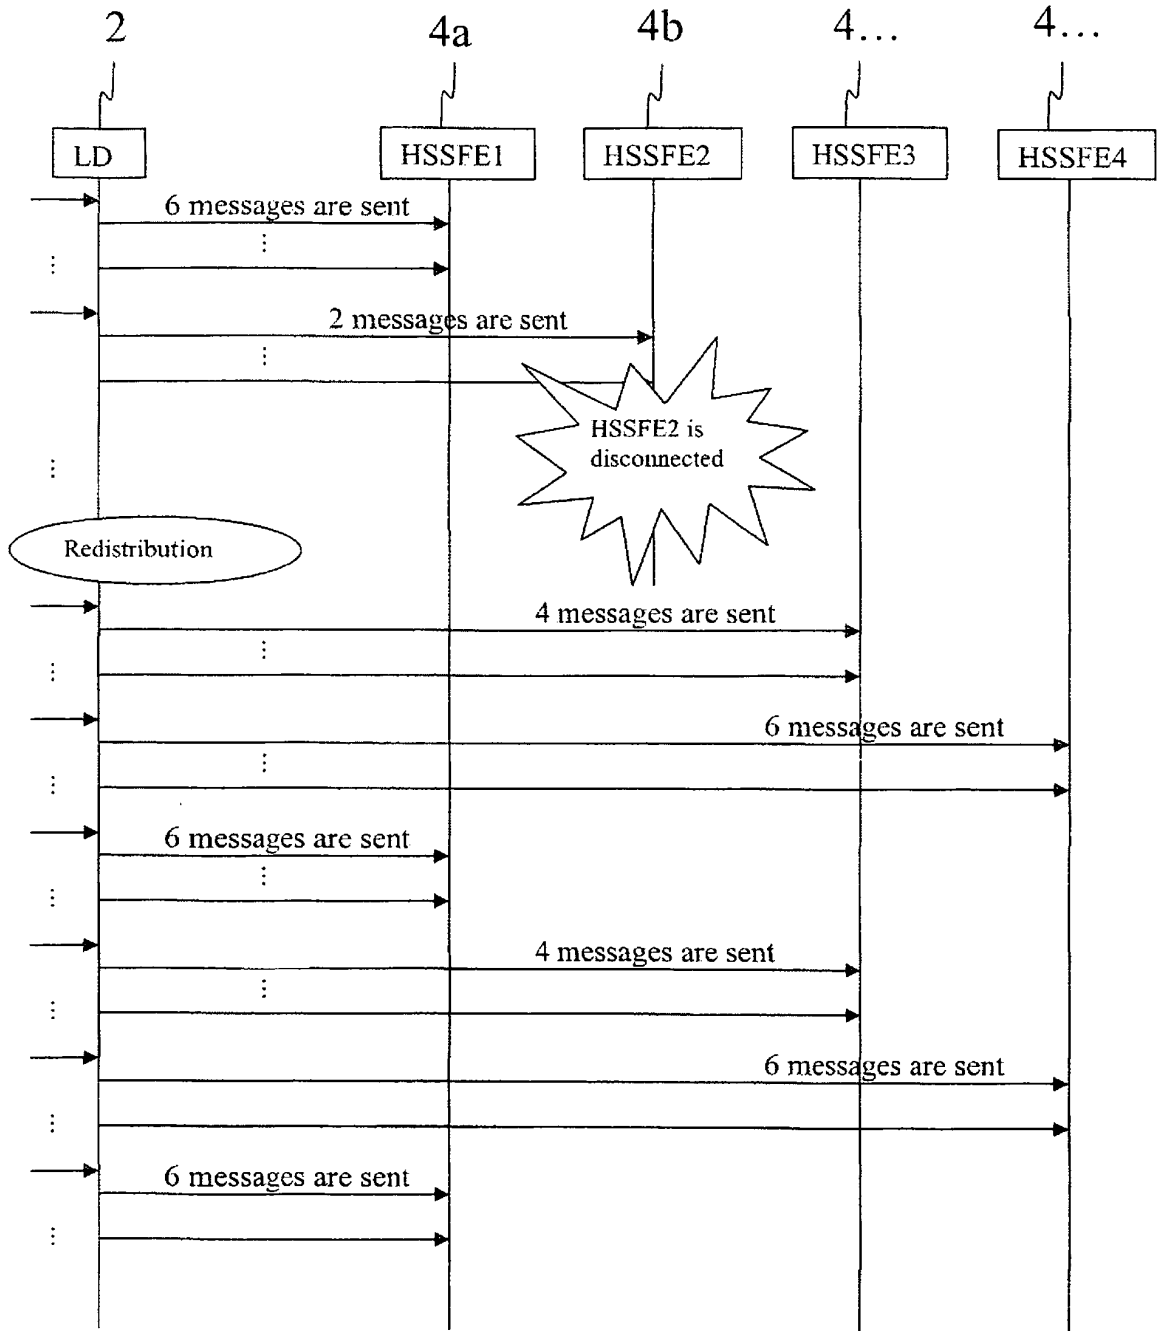 2
4a
4b
4...
4...
LD
HSSFE1
HSSFE2
HSSFE3
HSSFE4
6 messages are sent
2 messages are sent
HSSFE2 is
disconnected
Redistribution
4 messages are sent
6 messages are sent
6 messages are sent
4 messages are sent
6 messages are sent
6 messages are sent